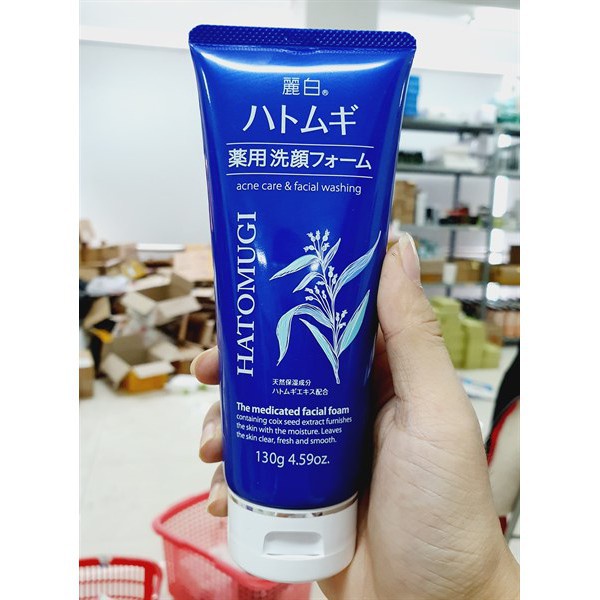 麗白®
ハトムギ
薬用 洗顔フォーム
acne care & facial washing
HATOMUGI
天然保湿成分
ハトムギエキス配合
The medicated facial foam
containing coix seed extract furnishes
the skin with the moisture. Leaves
the skin clear, fresh and smooth.
130g 4.59oz.